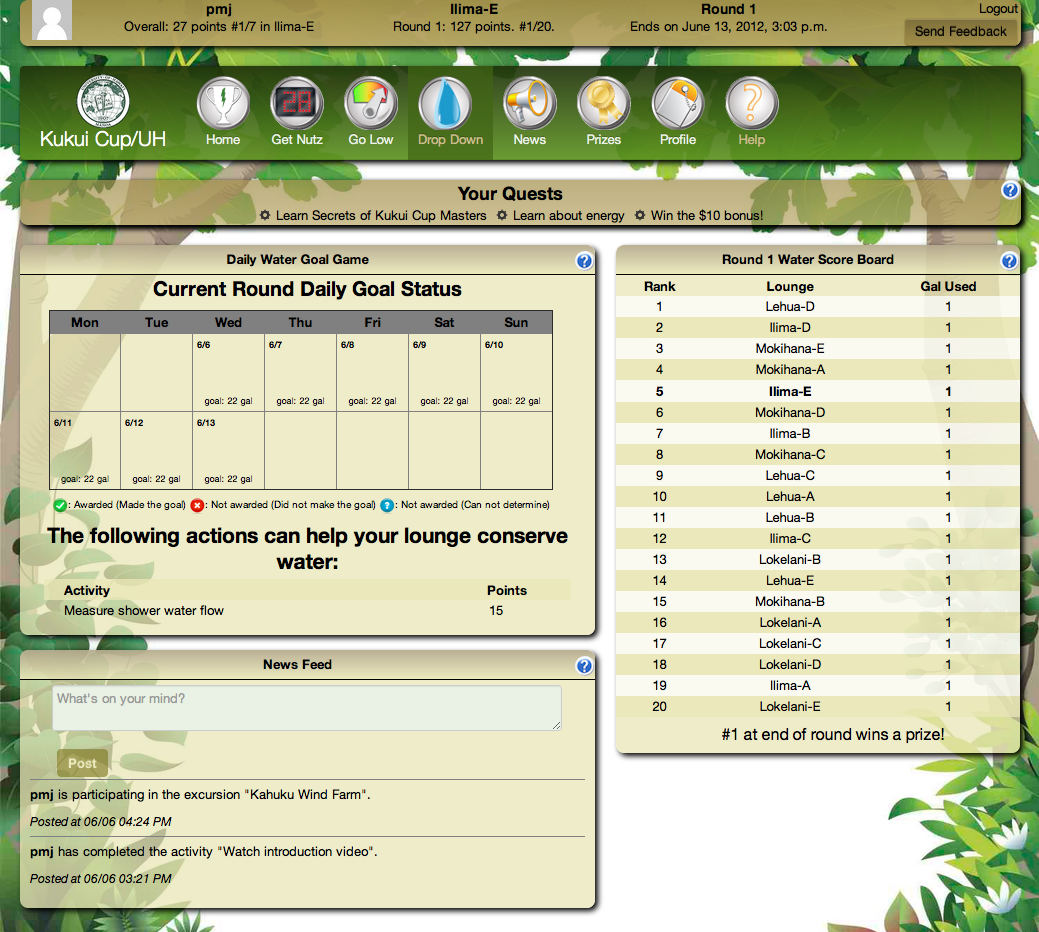 pmj
Overall: 27 points #1/7 in Ilima-E
Ilima-E
Round 1: 127 points. #1/20.
Round 1
Ends on June 13, 2012, 3:03 p.m.
Logout
Send Feedback
Kukui Cup/UH
Home
28
Get Nutz
Go Low
Drop Down
News
Prizes
Profile
?
Help
Your Quests
?
Learn Secrets of Kukui Cup Masters Learn about energy Win the $10 bonus!
Daily Water Goal Game
?
Current Round Daily Goal Status
Mon Tue Wed Thu Fri Sat Sun
6/6 6/7 6/8 6/9 6/10
goal: 22 gal goal: 22 gal goal: 22 gal goal: 22 gal goal: 22 gal
6/11 6/12 6/13
goal: 22 gal goal: 22 gal goal: 22 gal
: Awarded (Made the goal) : Not awarded (Did not make the goal) ? : Not awarded (Can not determine)
The following actions can help your lounge conserve
water:
Activity Points
Measure shower water flow 15
News Feed
?
What's on your mind?
Post
pmj is participating in the excursion "Kahuku Wind Farm".
Posted at 06/06 04:24 PM
pmj has completed the activity "Watch introduction video".
Posted at 06/06 03:21 PM
Round 1 Water Score Board
?
Rank Lounge Gal Used
1 Lehua-D 1
2 Ilima-D 1
3 Mokihana-E 1
4 Mokihana-A 1
5 Ilima-E 1
6 Mokihana-D 1
7 Ilima-B 1
8 Mokihana-C 1
9 Lehua-C 1
10 Lehua-A 1
11 Lehua-B 1
12 Ilima-C 1
13 Lokelani-B 1
14 Lehua-E 1
15 Mokihana-B 1
16 Lokelani-A 1
17 Lokelani-C 1
18 Lokelani-D 1
19 Ilima-A 1
20 Lokelani-E 1
#1 at end of round wins a prize!